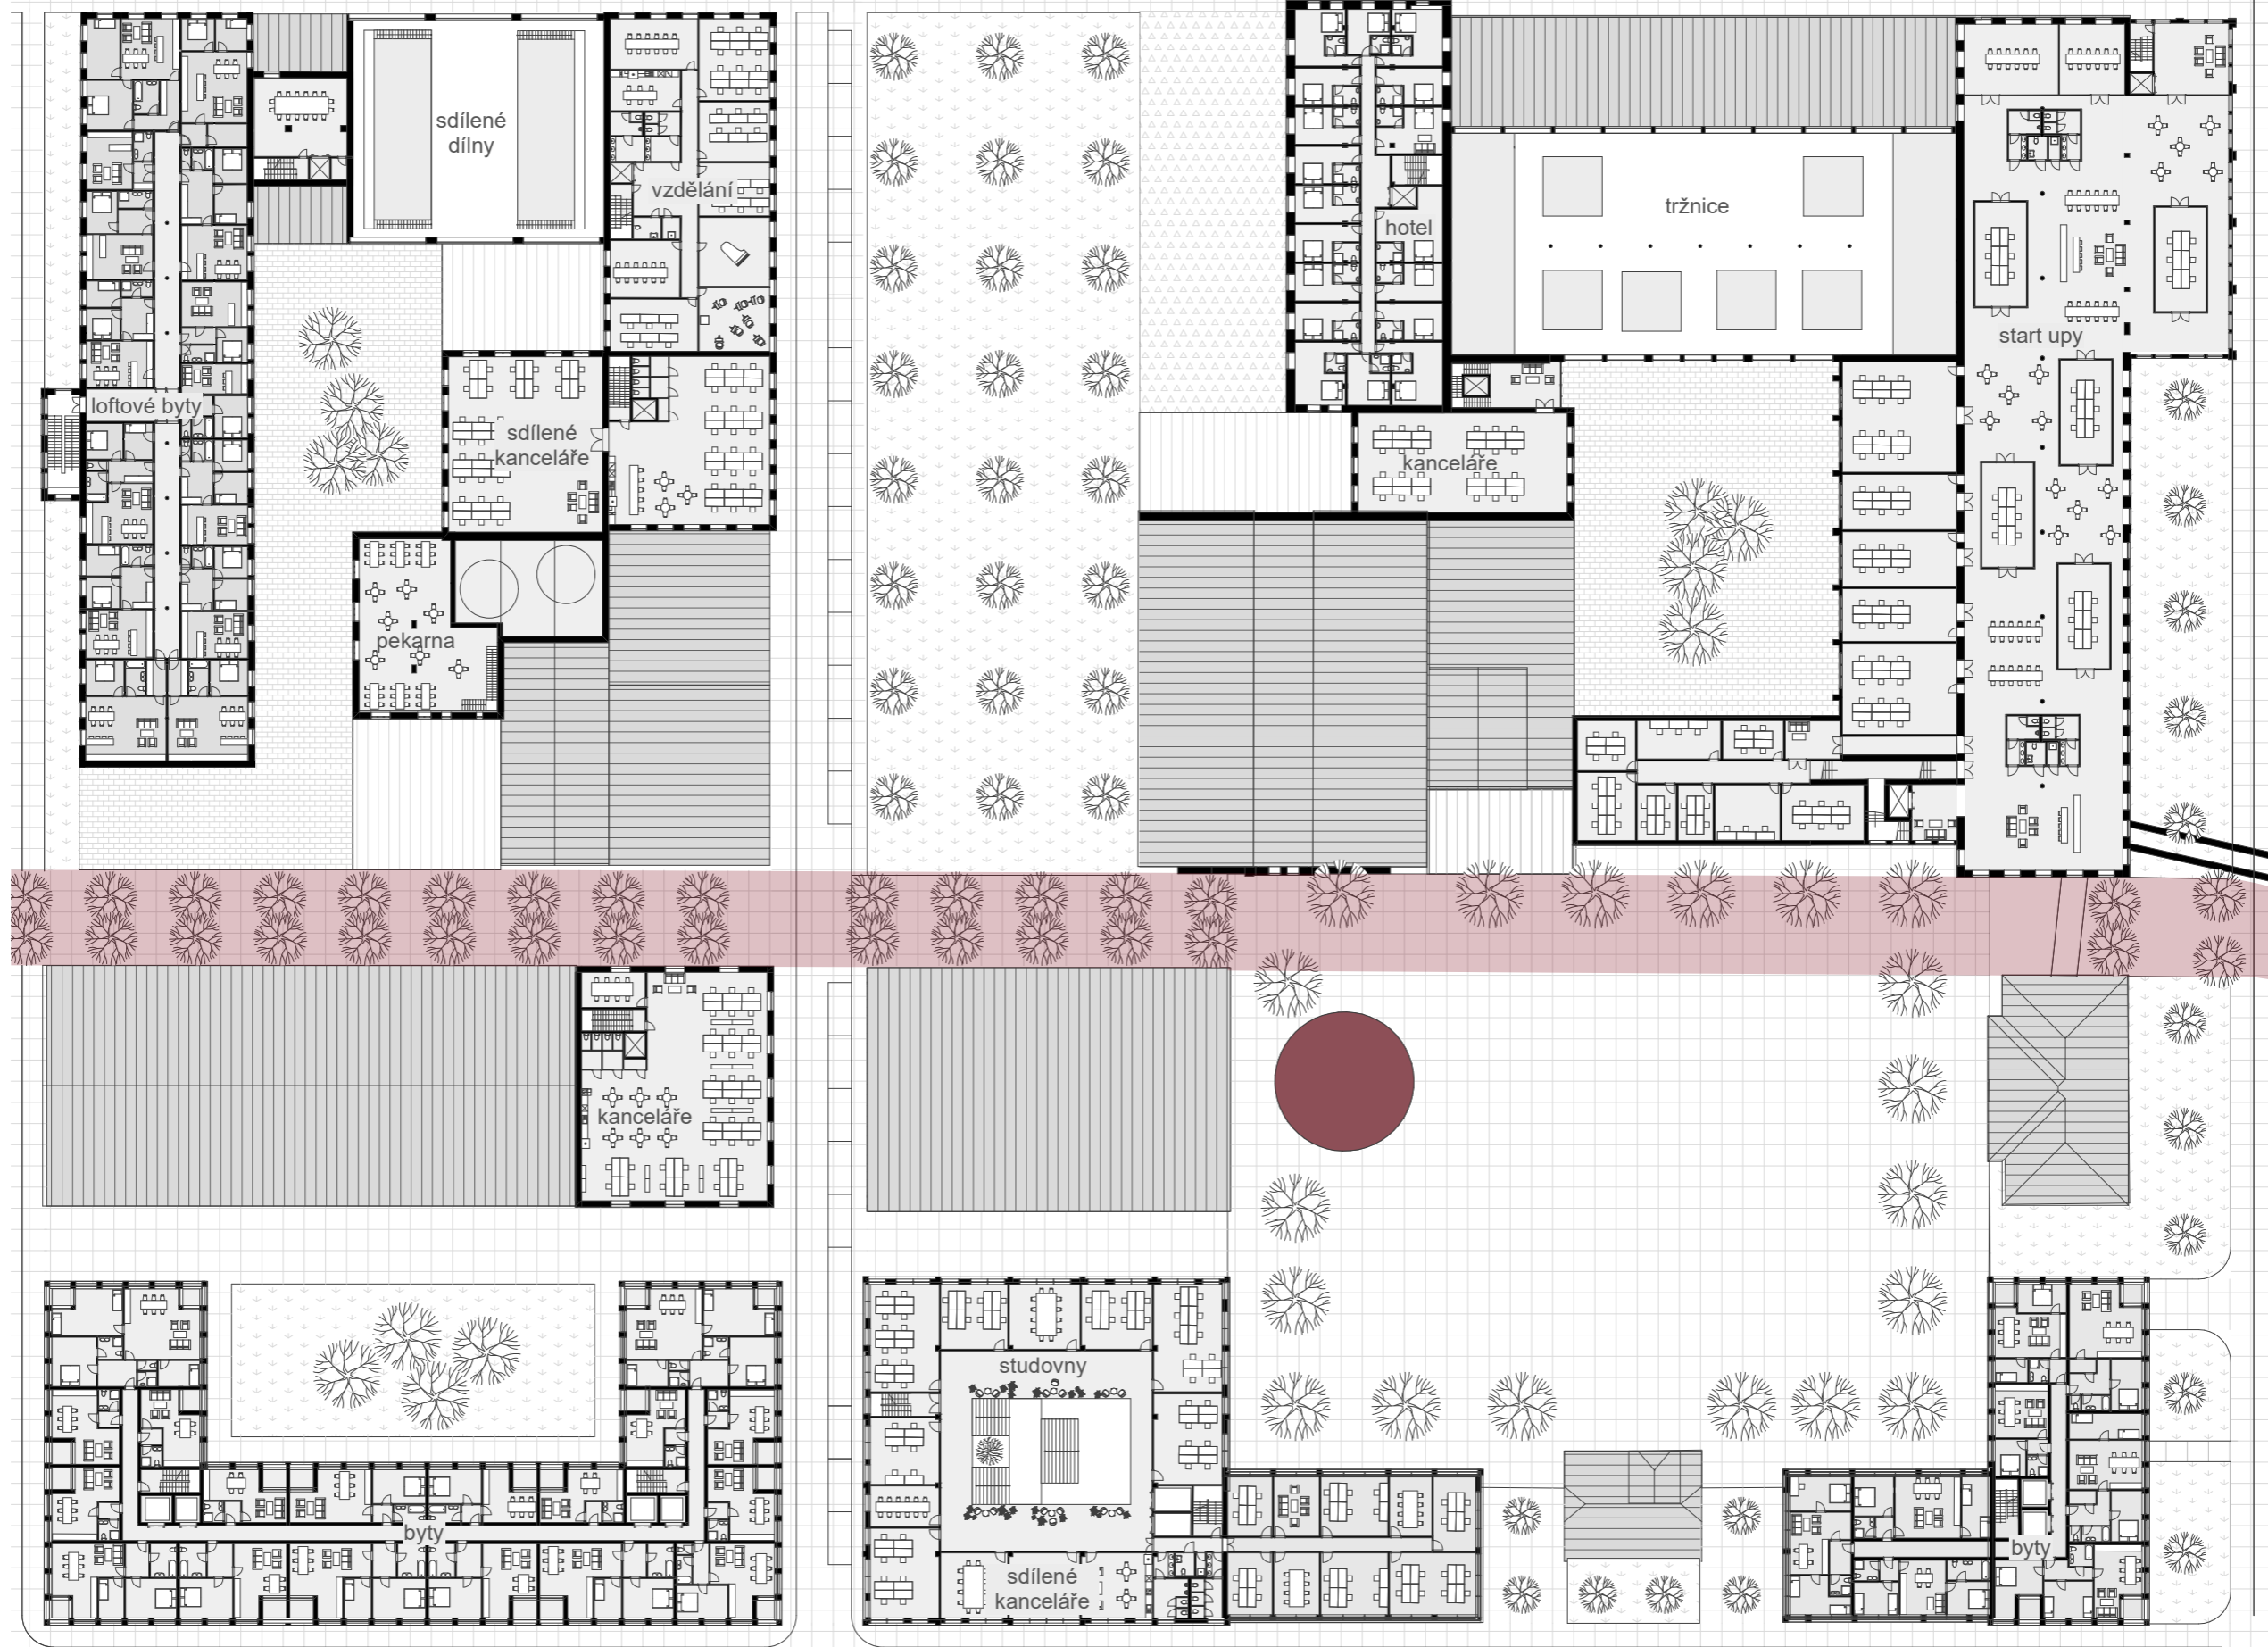 sdílené
dílny
vzdělání
tržnice
hotel
start upy
loftové byty
sdílené
kanceláře
kanceláře
pekarna
kanceláře
studovny
byty
sdílené
kanceláře
byty